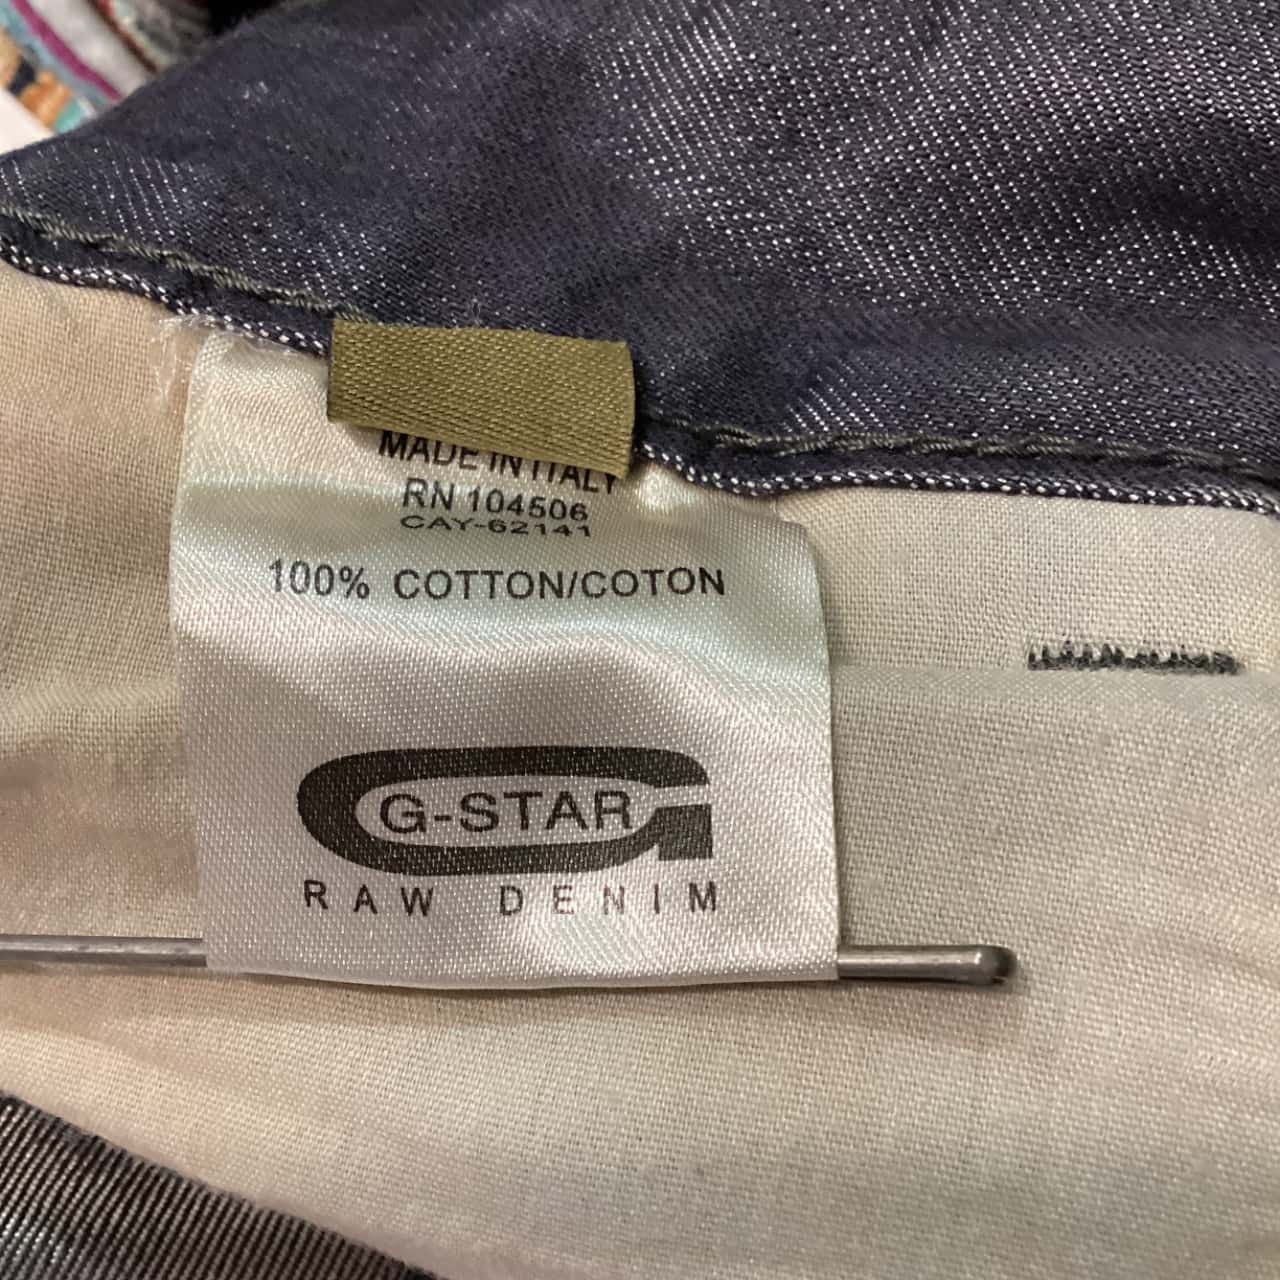 MADE IN ITALY
RN 104506
CAY-62141
100% COTTON/COTON
G-STAR
RAW DENIM